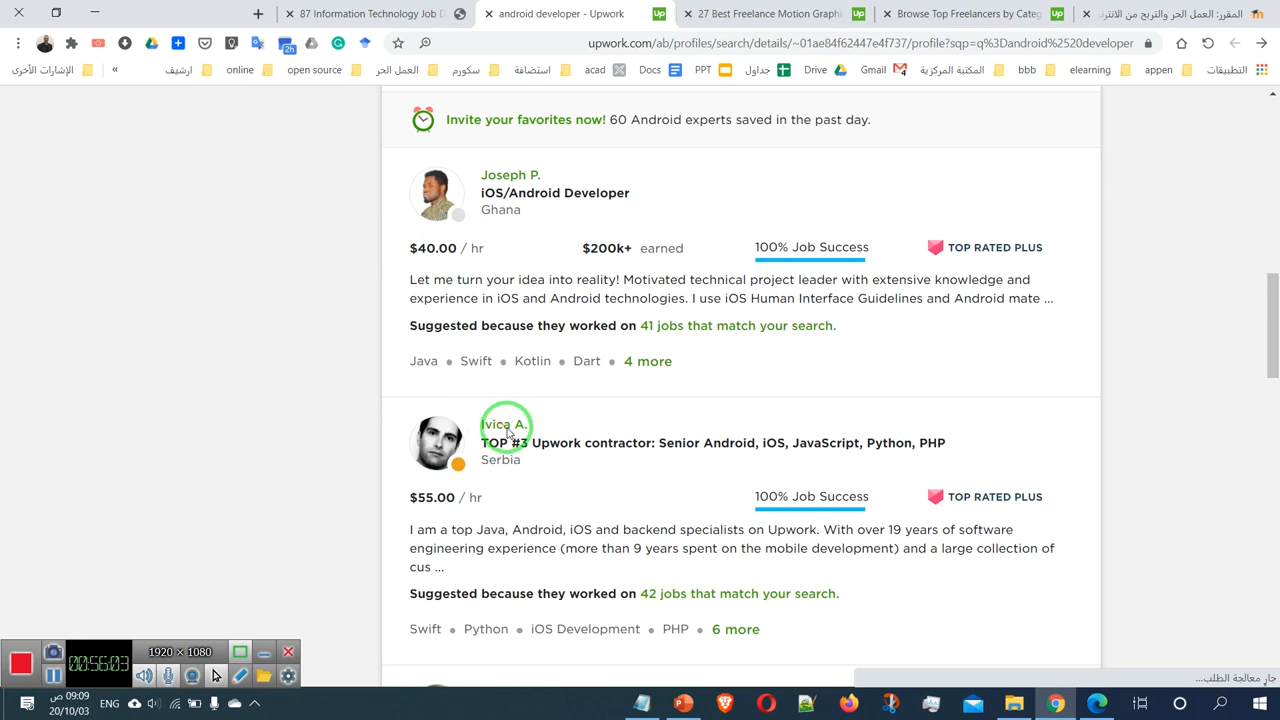 87 Information Technology Job D
android developer - Upwork
27 Best Freelance Motion Graphi
Browse Top Freelancers by Categ
المقرر: العمل الحر والتربح من الانتر
upwork.com/ab/profiles/search/details/~01ae84f62447e4f737/profile?sqp=q%3Dandroid%2520developer
2h
التطبيقات
appen
elearning
bbb
المكتبة المركزية
Gmail
Drive
جداول
PPT
Docs
acad
استضافة
سكورم
العمل الحر
open source
online
ارشيف
«
الإشارات الأخرى
Invite your favorites now! 60 Android experts saved in the past day.
Joseph P.
iOS/Android Developer
Ghana
$40.00 / hr $200k+ earned 100% Job Success TOP RATED PLUS
Let me turn your idea into reality! Motivated technical project leader with extensive knowledge and
experience in iOS and Android technologies. I use iOS Human Interface Guidelines and Android mate ...
Suggested because they worked on 41 jobs that match your search.
Java • Swift • Kotlin • Dart • 4 more
Ivica A.
TOP #3 Upwork contractor: Senior Android, iOS, JavaScript, Python, PHP
Serbia
$55.00 / hr 100% Job Success TOP RATED PLUS
I am a top Java, Android, iOS and backend specialists on Upwork. With over 19 years of software
engineering experience (more than 9 years spent on the mobile development) and a large collection of
cus ...
Suggested because they worked on 42 jobs that match your search.
Swift • Python • iOS Development • PHP • 6 more
00:56:03
1920 × 1080
جارٍ معالجة الطلب...
09:09 ص
20/10/03
ENG